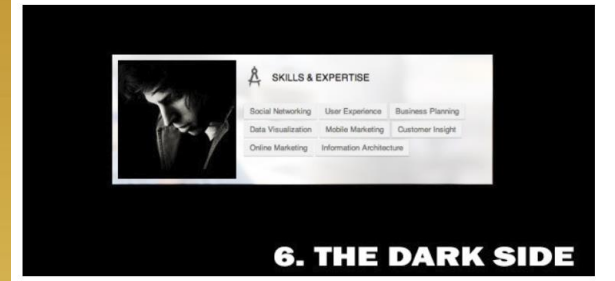 SKILLS & EXPERTISE
Social Networking User Experience Business Planning
Data Visualization Mobile Marketing Customer Insight
Online Marketing Information Architecture
6. THE DARK SIDE